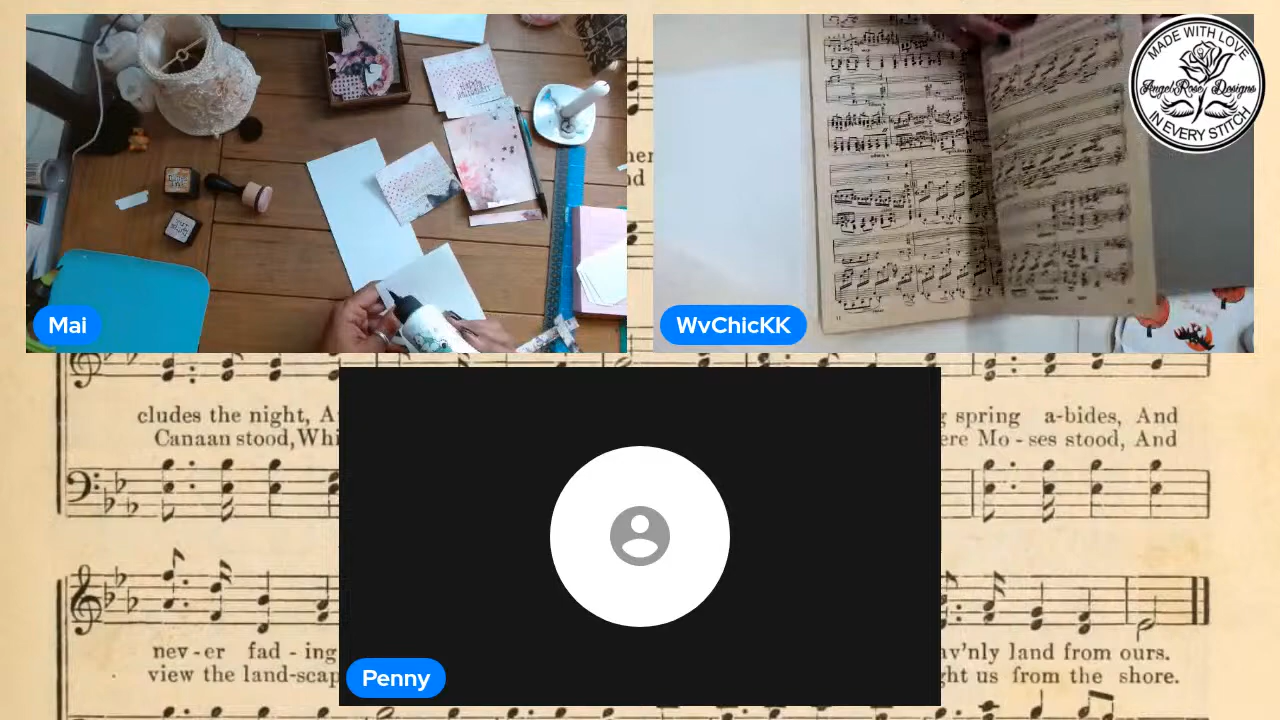 MADE WITH LOVE
AngelRose Designs
IN EVERY STITCH
Mai
WvChicKK
cludes the night,
g spring a-bides, And
Canaan stood, Whi
ere Mo - ses stood, And
nev - er fad - ing
av'nly land from ours.
view the land-scap
ght us from the shore.
Penny